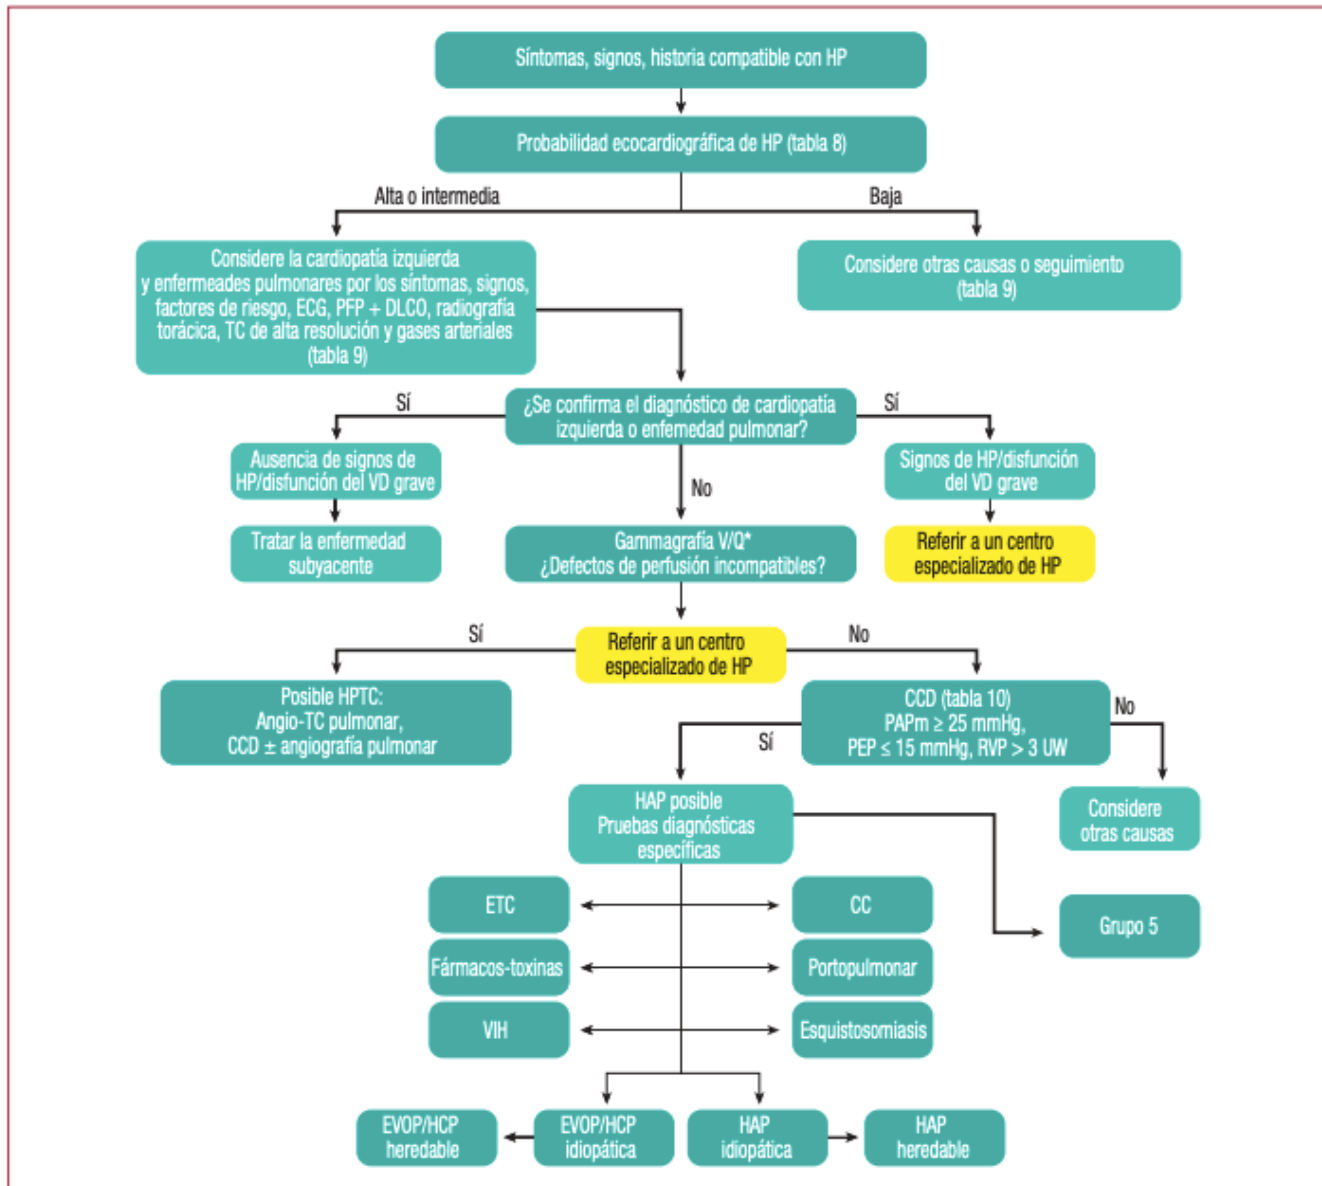 Síntomas, signos, historia compatible con HP
Probabilidad ecocardiográfica de HP (tabla 8)
Alta o intermedia
Baja
Considere la cardiopatía izquierda
y enfermeades pulmonares por los síntomas, signos,
factores de riesgo, ECG, PFP + DLCO, radiografía
torácica, TC de alta resolución y gases arteriales
(tabla 9)
Considere otras causas o seguimiento
(tabla 9)
Sí
¿Se confirma el diagnóstico de cardiopatía
izquierda o enfemedad pulmonar?
Sí
Ausencia de signos de
HP/disfunción del VD grave
No
Signos de HP/disfunción
del VD grave
Tratar la enfermedad
subyacente
Gammagrafía V/Q*
¿Defectos de perfusión incompatibles?
Referir a un centro
especializado de HP
Sí
Referir a un centro
especializado de HP
No
Posible HPTC:
Angio-TC pulmonar,
CCD ± angiografía pulmonar
CCD (tabla 10)
PAPm ≥ 25 mmHg,
PEP ≤ 15 mmHg, RVP > 3 UW
Sí
No
HAP posible
Pruebas diagnósticas
específicas
Considere
otras causas
ETC
CC
Grupo 5
Fármacos-toxinas
Portopulmonar
VIH
Esquistosomiasis
EVOP/HCP
heredable
EVOP/HCP
idiopática
HAP
idiopática
HAP
heredable